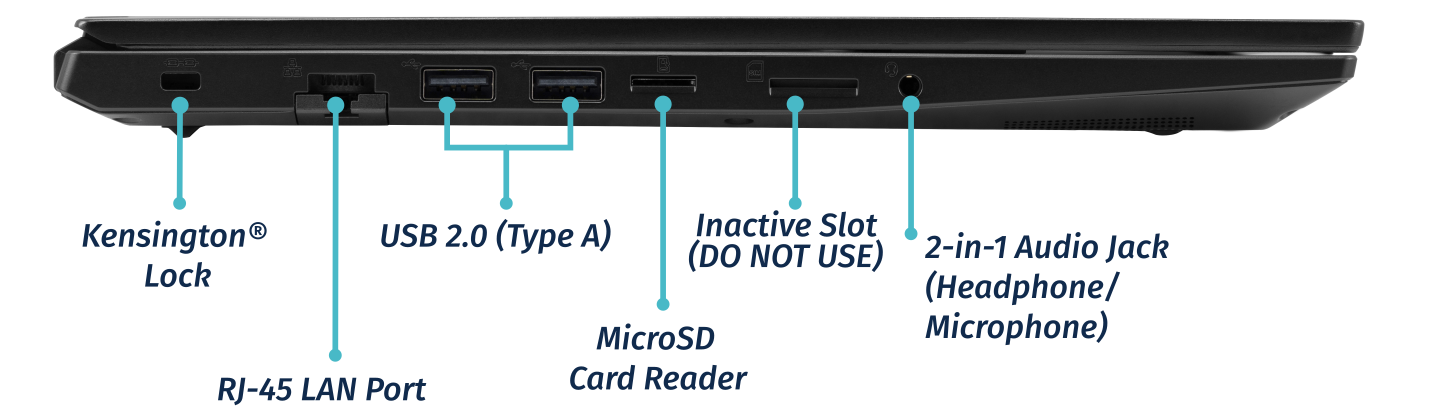 Kensington®
Lock
RJ-45 LAN Port
USB 2.0 (Type A)
MicroSD
Card Reader
Inactive Slot
(DO NOT USE)
2-in-1 Audio Jack
(Headphone/
Microphone)